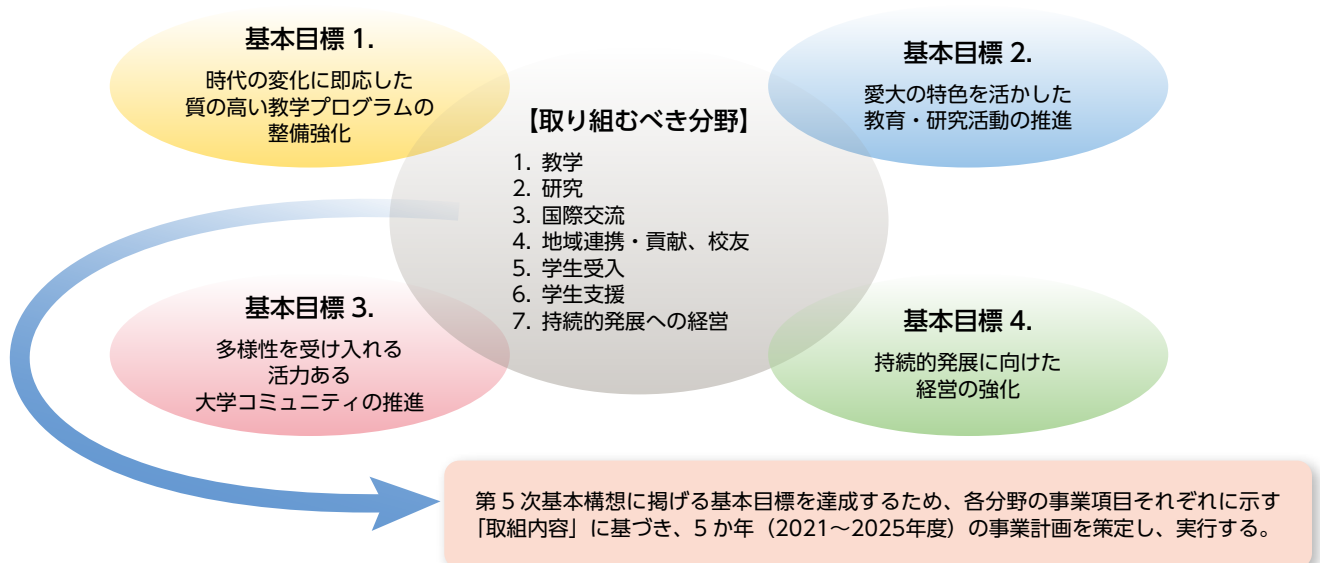 基本目標 1.
時代の変化に即応した
質の高い教学プログラムの
整備強化
基本目標 2.
愛大の特色を活かした
教育・研究活動の推進
【取り組むべき分野】
1. 教学
2. 研究
3. 国際交流
4. 地域連携・貢献、校友
5. 学生受入
6. 学生支援
7. 持続的発展への経営
基本目標 3.
多様性を受け入れる
活力ある
大学コミュニティの推進
基本目標 4.
持続的発展に向けた
経営の強化
第 5 次基本構想に掲げる基本目標を達成するため、各分野の事業項目それぞれに示す
「取組内容」に基づき、5 か年（2021～2025年度）の事業計画を策定し、実行する。